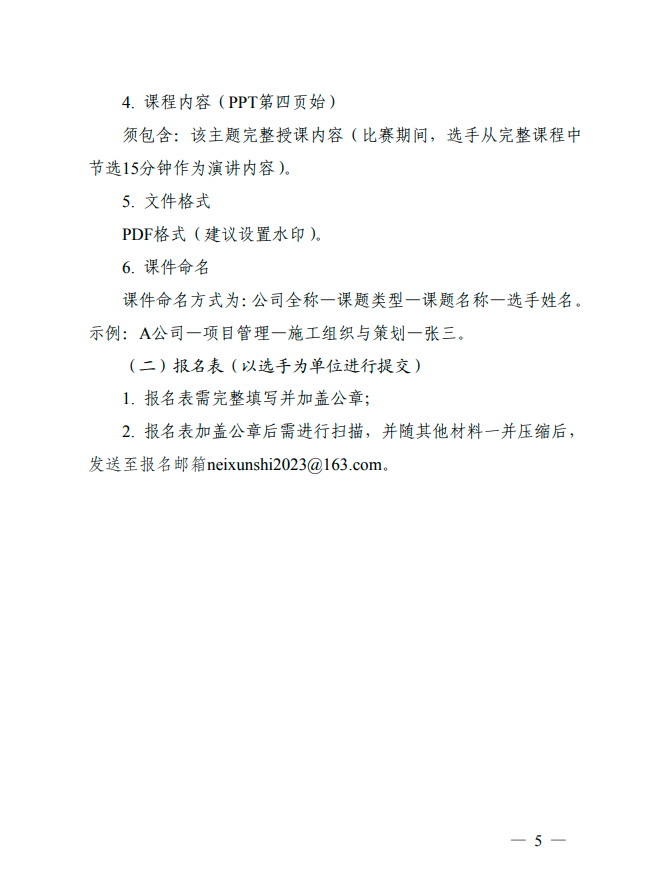 4. 课程内容（PPT第四页始）
须包含：该主题完整授课内容（比赛期间，选手从完整课程中
节选15分钟作为演讲内容）。
5. 文件格式
PDF格式（建议设置水印）。
6. 课件命名
课件命名方式为：公司全称—课题类型—课题名称—选手姓名。
示例：A公司—项目管理—施工组织与策划—张三。
（二）报名表（以选手为单位进行提交）
1. 报名表需完整填写并加盖公章；
2. 报名表加盖公章后需进行扫描，并随其他材料一并压缩后，
发送至报名邮箱neixunshi2023@163.com。
— 5 —